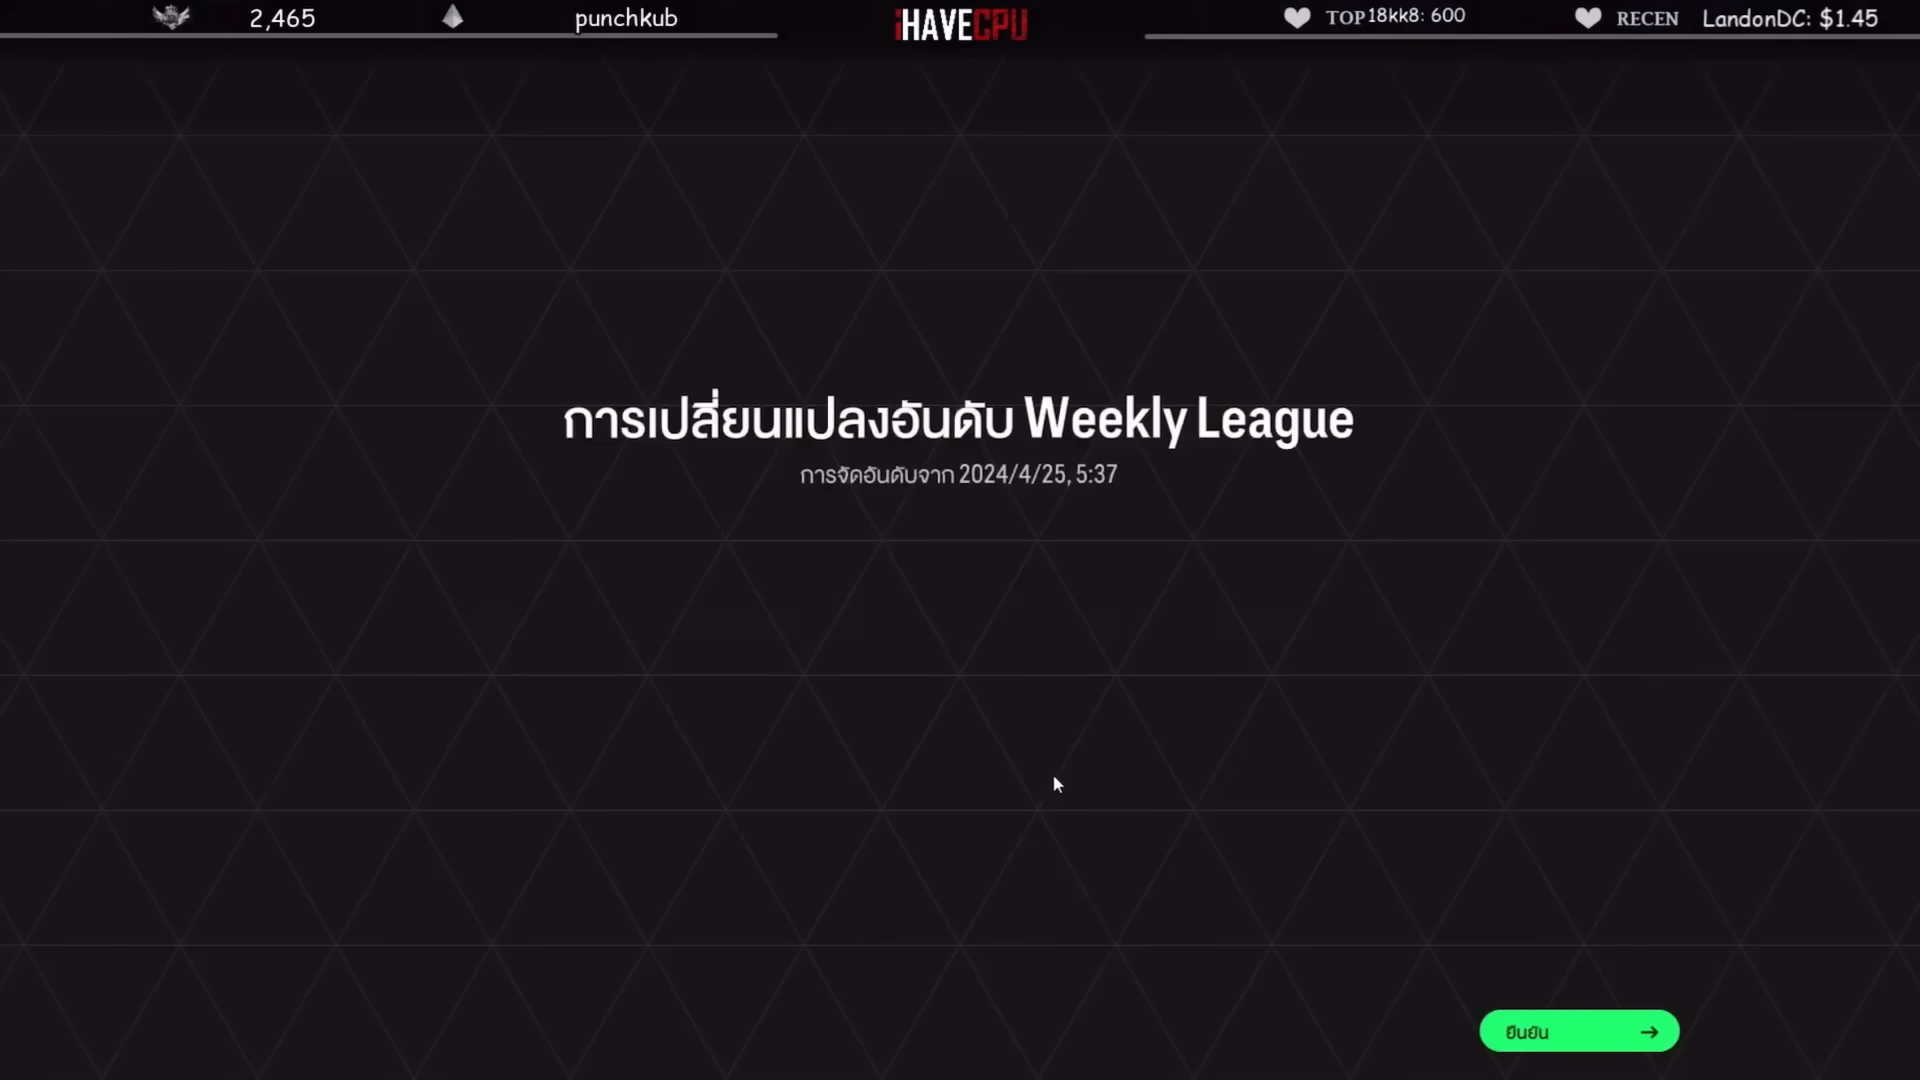 2,465 punchkub iHAVECPU TOP 18kk8: 600 RECEN LandonDC: $1.45
การเปลี่ยนแปลงอันดับ Weekly League
การจัดอันดับจาก 2024/4/25, 5:37
ยืนยัน